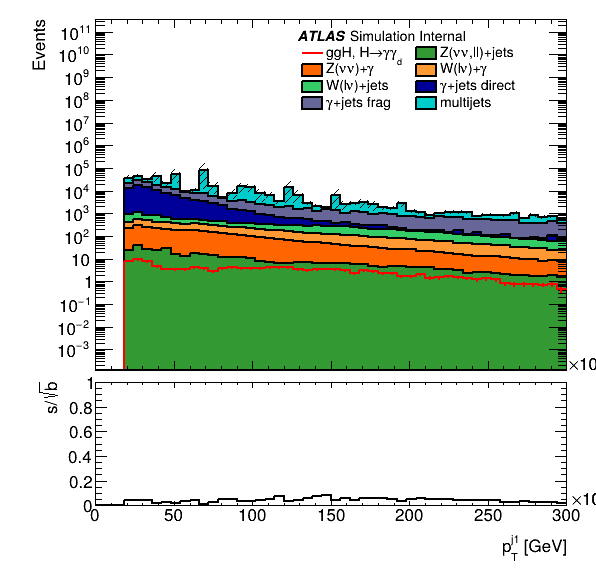 Events
ATLAS Simulation Internal
ggH, H→γγ_d
Z(νν,ll)+jets
Z(νν)+γ
W(lν)+γ
W(lν)+jets
γ+jets direct
γ+jets frag
multijets
10^11
10^10
10^9
10^8
10^7
10^6
10^5
10^4
10^3
10^2
10
1
10^−1
10^−2
10^−3
×10
s/√b
1
0.8
0.6
0.4
0.2
0
×10
0 50 100 150 200 250 300
p_T^j1 [GeV]